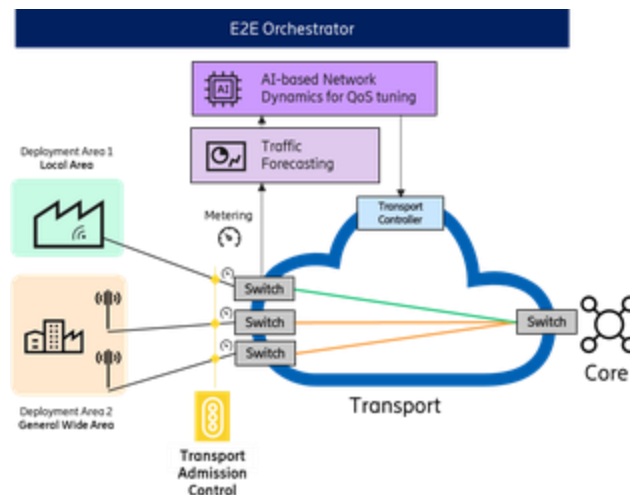 E2E Orchestrator
AI
AI-based Network
Dynamics for QoS tuning
Traffic
Forecasting
Deployment Area 1
Local Area
Metering
Transport
Controller
Switch
Switch
Switch
Switch
Core
Transport
Deployment Area 2
General Wide Area
Transport
Admission
Control